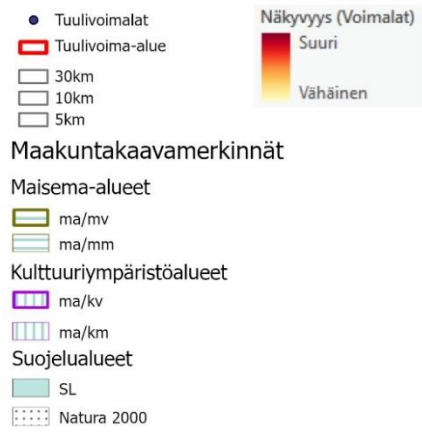 Tuulivoimalat
Tuulivoima-alue
30km
10km
5km
Näkyvyys (Voimalat)
Suuri
Vähäinen
Maakuntakaavamerkinnät
Maisema-alueet
ma/mv
ma/mm
Kulttuuriympäristöalueet
ma/kv
ma/km
Suojelualueet
SL
Natura 2000